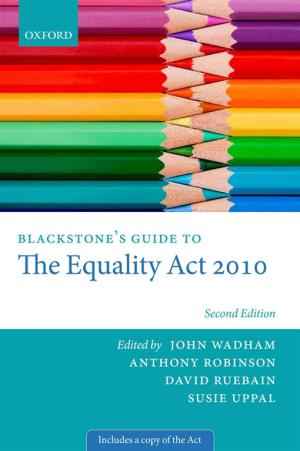 OXFORD
BLACKSTONE'S GUIDE TO
The Equality Act 2010
Second Edition
Edited by JOHN WADHAM
ANTHONY ROBINSON
DAVID RUEBAIN
SUSIE UPPAL
Includes a copy of the Act